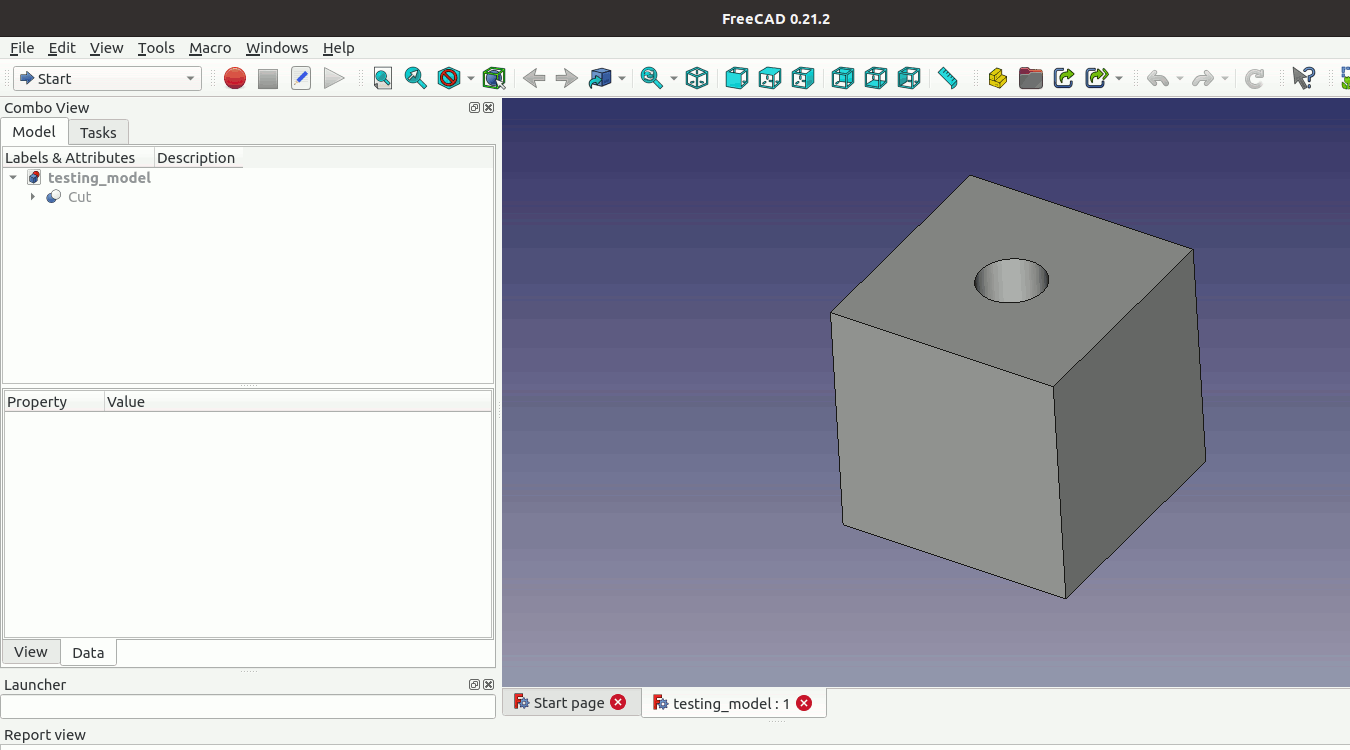 FreeCAD 0.21.2
File Edit View Tools Macro Windows Help
Start
Combo View
Model Tasks
Labels & Attributes Description
testing_model
Cut
Property Value
View Data
Launcher
Start page testing_model : 1
Report view